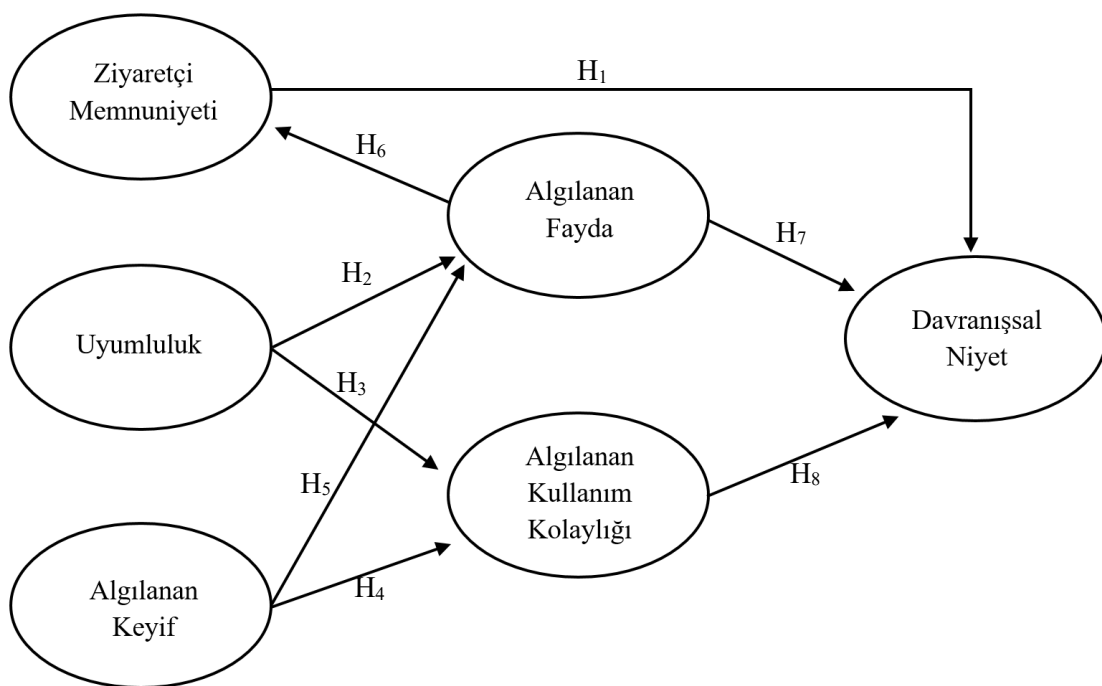 Ziyaretçi
Memnuniyeti
H₁
H₆
Algılanan
Fayda
H₇
H₂
Uyumluluk
Davranışsal
Niyet
H₃
Algılanan
Kullanım
Kolaylığı
H₅
H₈
H₄
Algılanan
Keyif